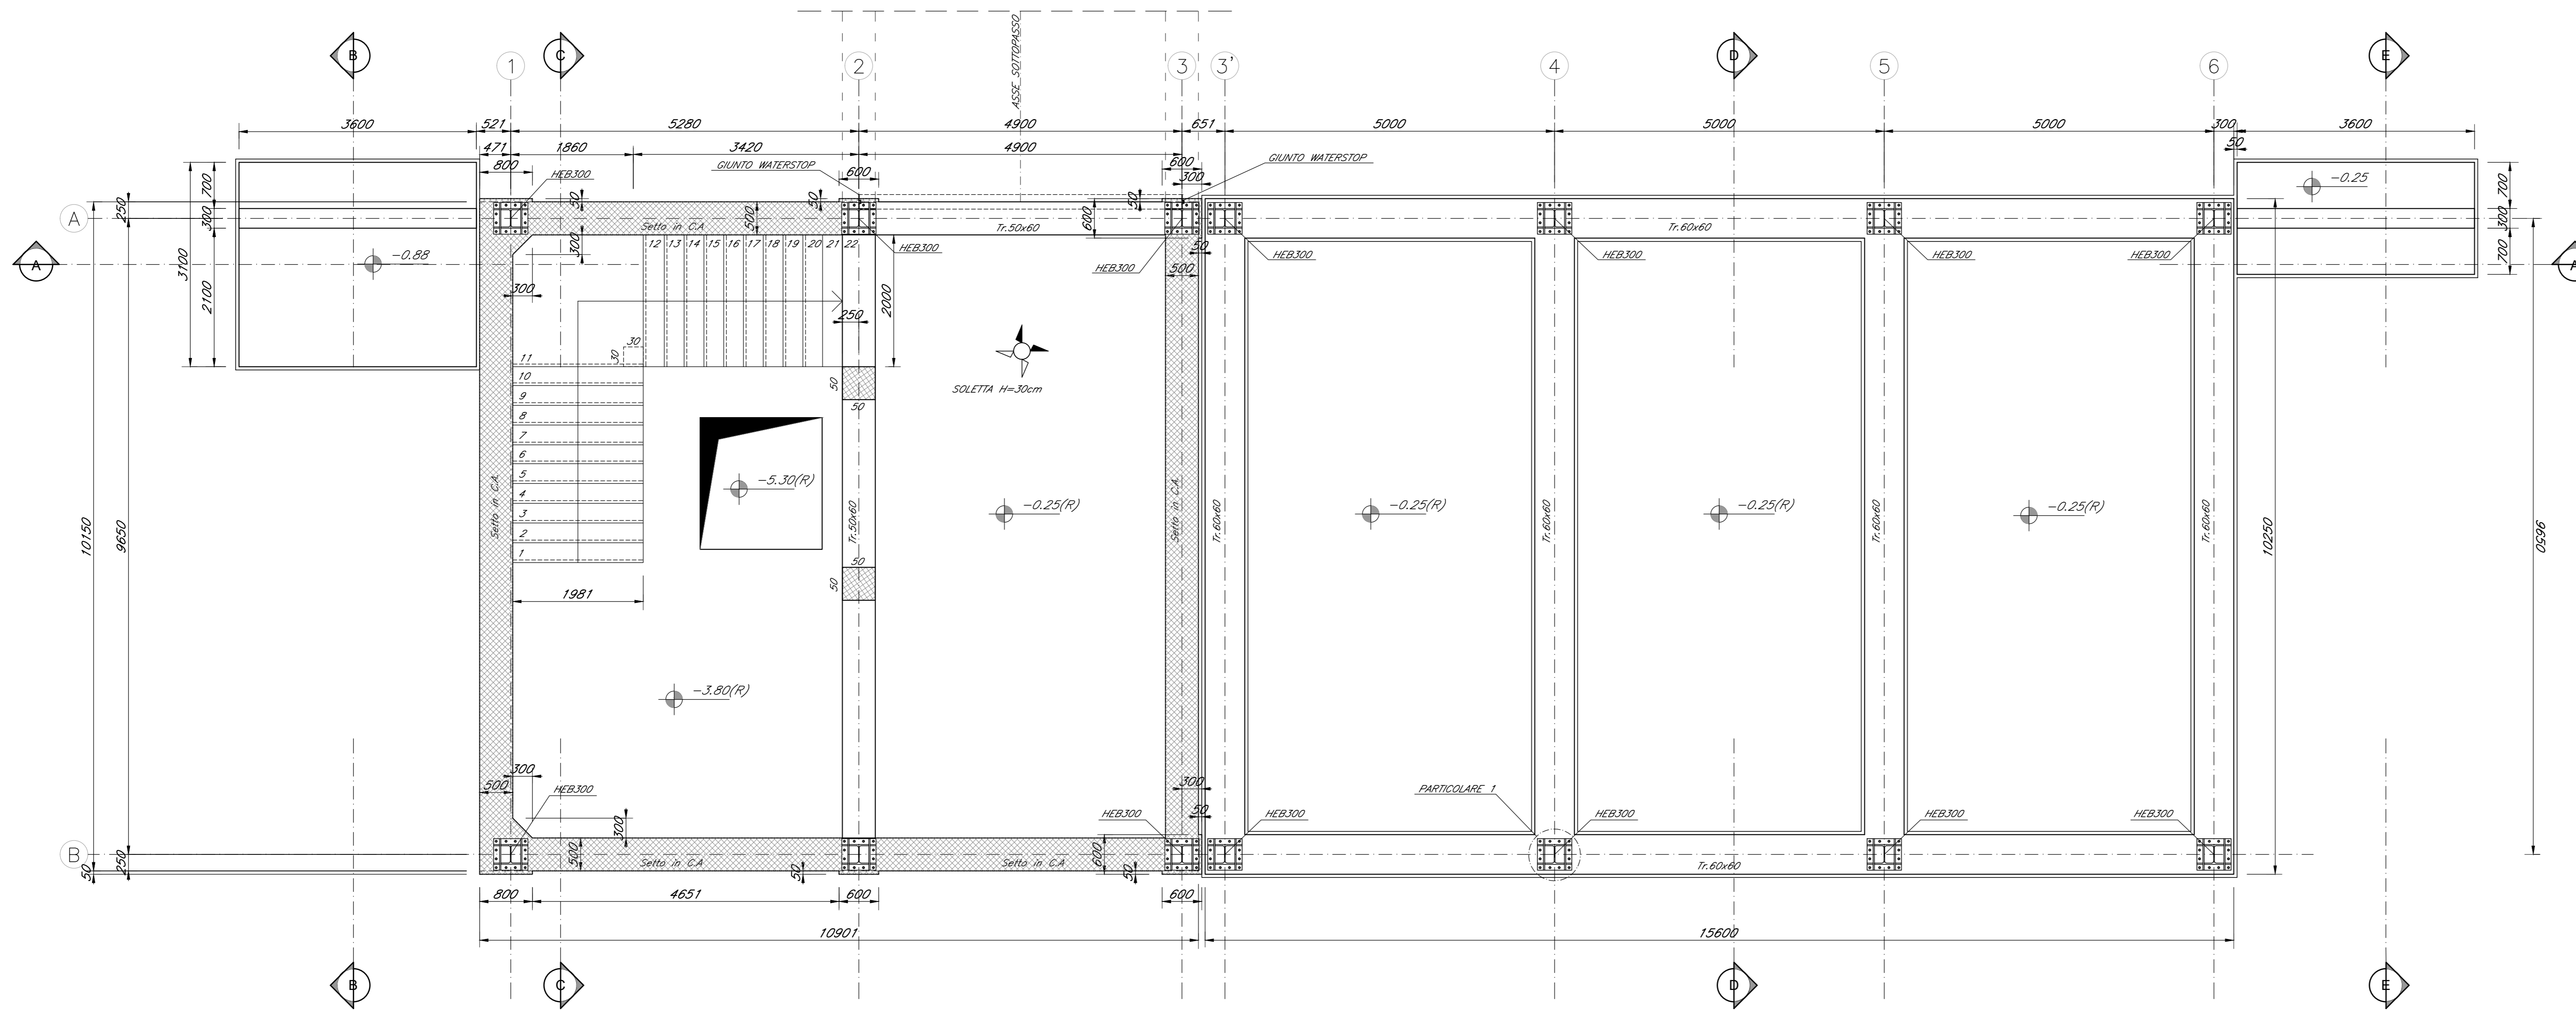 ASSE SOTTOPASSO
B
C
D
E
1
2
3
3'
4
5
6
3600
521
5280
4900
651
5000
5000
5000
300
3600
471
1860
3420
4900
50
800
HEB300
GIUNTO WATERSTOP
600
600
300
GIUNTO WATERSTOP
-0.25
A
250
700
300
50
Setto in C.A
500
50
50
600
Tr.50x60
Tr.60x60
700
300
700
A
3100
2100
-0.88
300
300
12 13 14 15 16 17 18 19 20 21 22
HEB300
HEB300
50
500
HEB300
HEB300
HEB300
HEB300
A
250
2000
30
30
11
10
9
8
7
6
5
4
3
2
1
50
50
SOLETTA H=30cm
-5.30(R)
-0.25(R)
-0.25(R)
-0.25(R)
-0.25(R)
Setto in C.A.
Tr.50x60
Setto in C.A.
Tr.60x60
Tr.60x60
Tr.60x60
Tr.60x60
10150
9650
10250
9650
50
50
1981
-3.80(R)
300
500
HEB300
300
300
50
HEB300
HEB300
PARTICOLARE 1
HEB300
HEB300
HEB300
B
50
250
500
Setto in C.A
50
Setto in C.A
600
50
Tr.60x60
800
4651
600
600
10901
15600
B
C
D
E